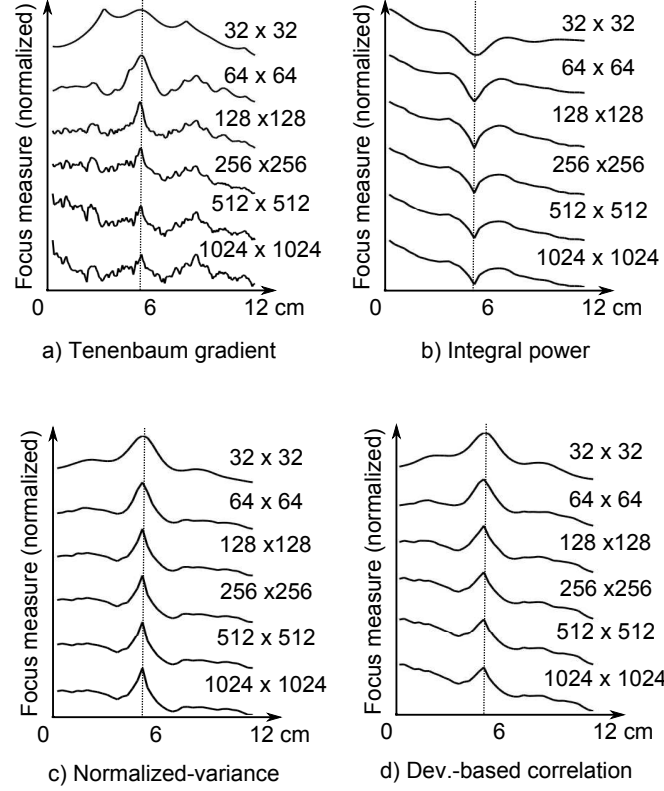 Focus measure (normalized)
32 x 32
64 x 64
128 x128
256 x256
512 x 512
1024 x 1024
0
6
12 cm
a) Tenenbaum gradient
Focus measure (normalized)
32 x 32
64 x 64
128 x128
256 x256
512 x 512
1024 x 1024
0
6
12 cm
b) Integral power
Focus measure (normalized)
32 x 32
64 x 64
128 x128
256 x256
512 x 512
1024 x 1024
0
6
12 cm
c) Normalized-variance
Focus measure (normalized)
32 x 32
64 x 64
128 x128
256 x256
512 x 512
1024 x 1024
0
6
12 cm
d) Dev.-based correlation